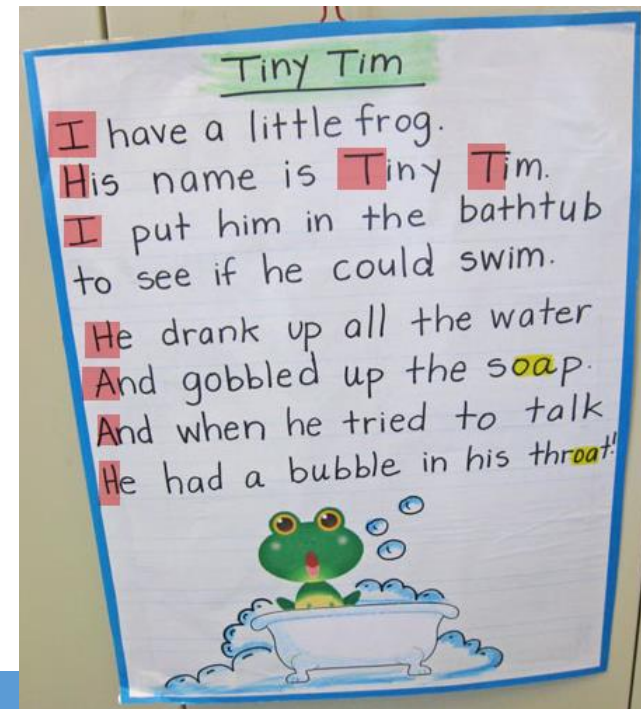 Tiny Tim
I have a little frog.
His name is Tiny Tim.
I put him in the bathtub
to see if he could swim.
He drank up all the water
And gobbled up the soap.
And when he tried to talk
He had a bubble in his throat!